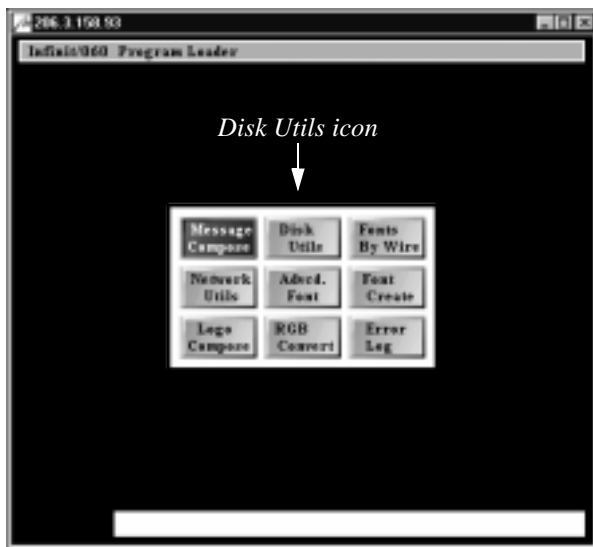 206.3.158.93
Infinit/060 Program Loader
Disk Utils icon
Message
Compose
Disk
Utils
Fonts
By Wire
Network
Utils
Advcd.
Font
Font
Create
Logo
Compose
RGB
Convert
Error
Log